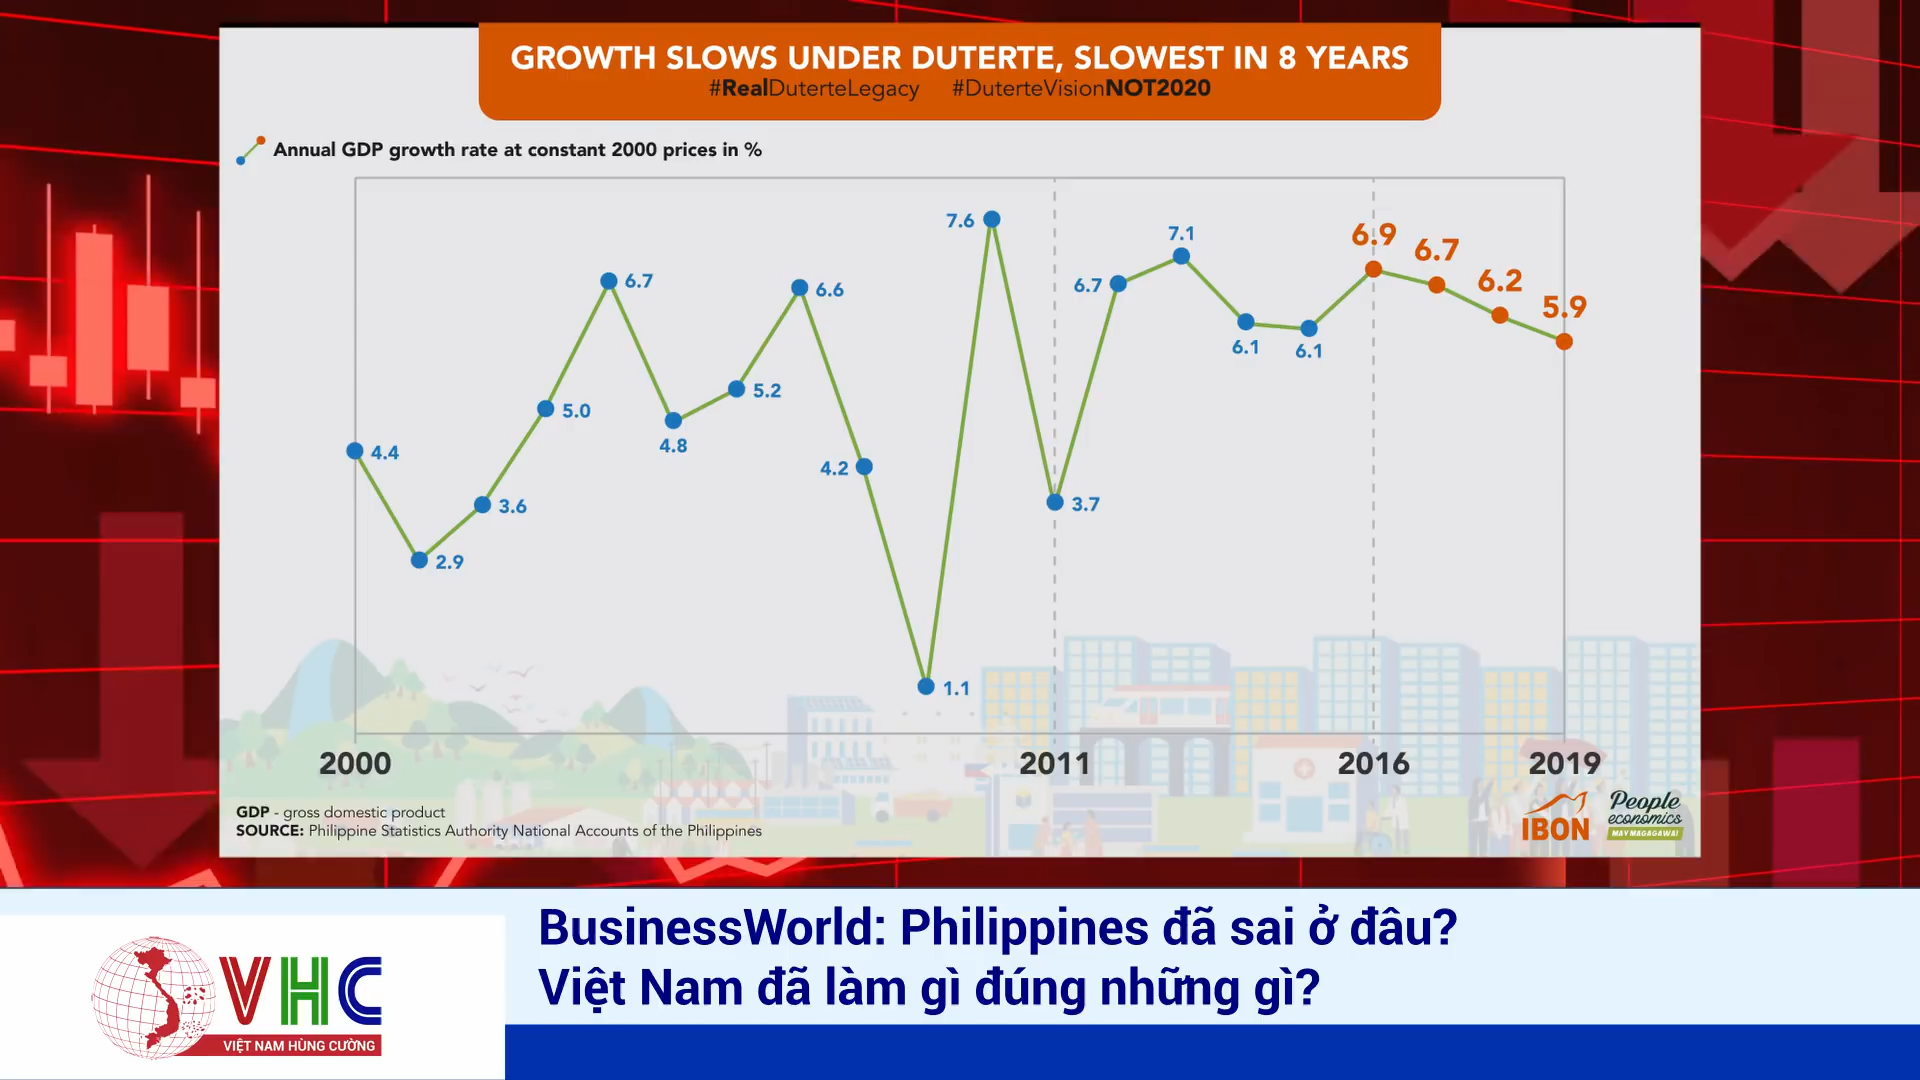 GROWTH SLOWS UNDER DUTERTE, SLOWEST IN 8 YEARS
#RealDuterteLegacy #DuterteVisionNOT2020
Annual GDP growth rate at constant 2000 prices in %
4.4
2.9
3.6
5.0
6.7
4.8
5.2
6.6
4.2
1.1
7.6
3.7
6.7
7.1
6.1
6.1
6.9
6.7
6.2
5.9
2000 2011 2016 2019
GDP - gross domestic product
SOURCE: Philippine Statistics Authority National Accounts of the Philippines
IBON
People
economics
MAY MAGAGAWA!
BusinessWorld: Philippines đã sai ở đâu?
Việt Nam đã làm gì đúng những gì?
VHC
VIỆT NAM HÙNG CƯỜNG